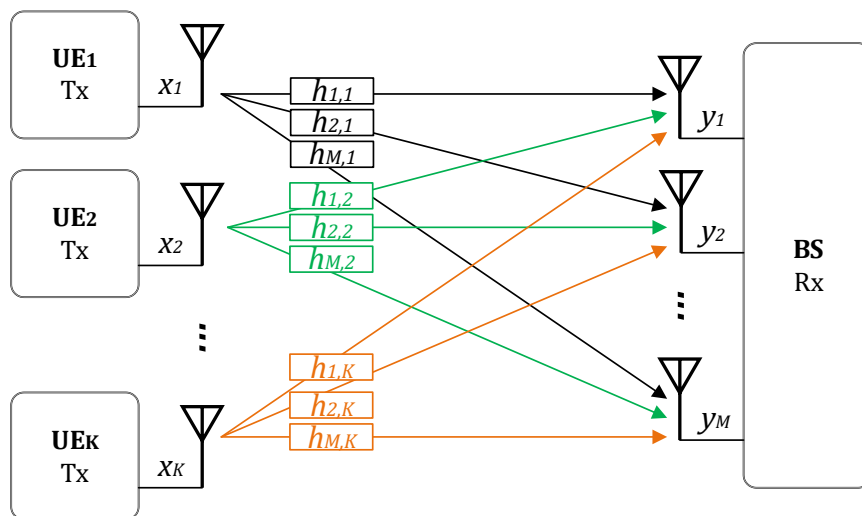 UE1
Tx
x1
h1,1
h2,1
hM,1
y1
UE2
Tx
x2
h1,2
h2,2
hM,2
y2
BS
Rx
...
...
UEK
Tx
xK
h1,K
h2,K
hM,K
yM